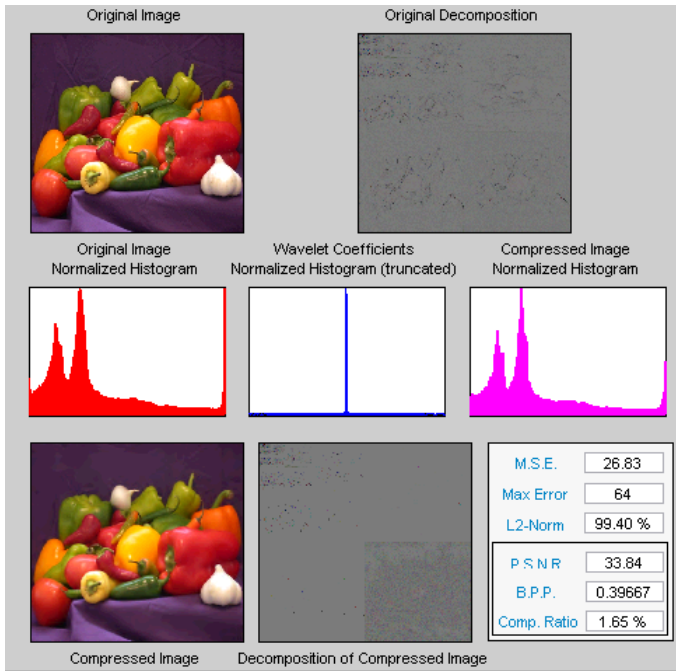 Original Image
Original Decomposition
Original Image
Normalized Histogram
Wavelet Coefficients
Normalized Histogram (truncated)
Compressed Image
Normalized Histogram
M.S.E. 26.83
Max Error 64
L2-Norm 99.40 %
P.S.N.R. 33.84
B.P.P. 0.39667
Comp. Ratio 1.65 %
Compressed Image
Decomposition of Compressed Image